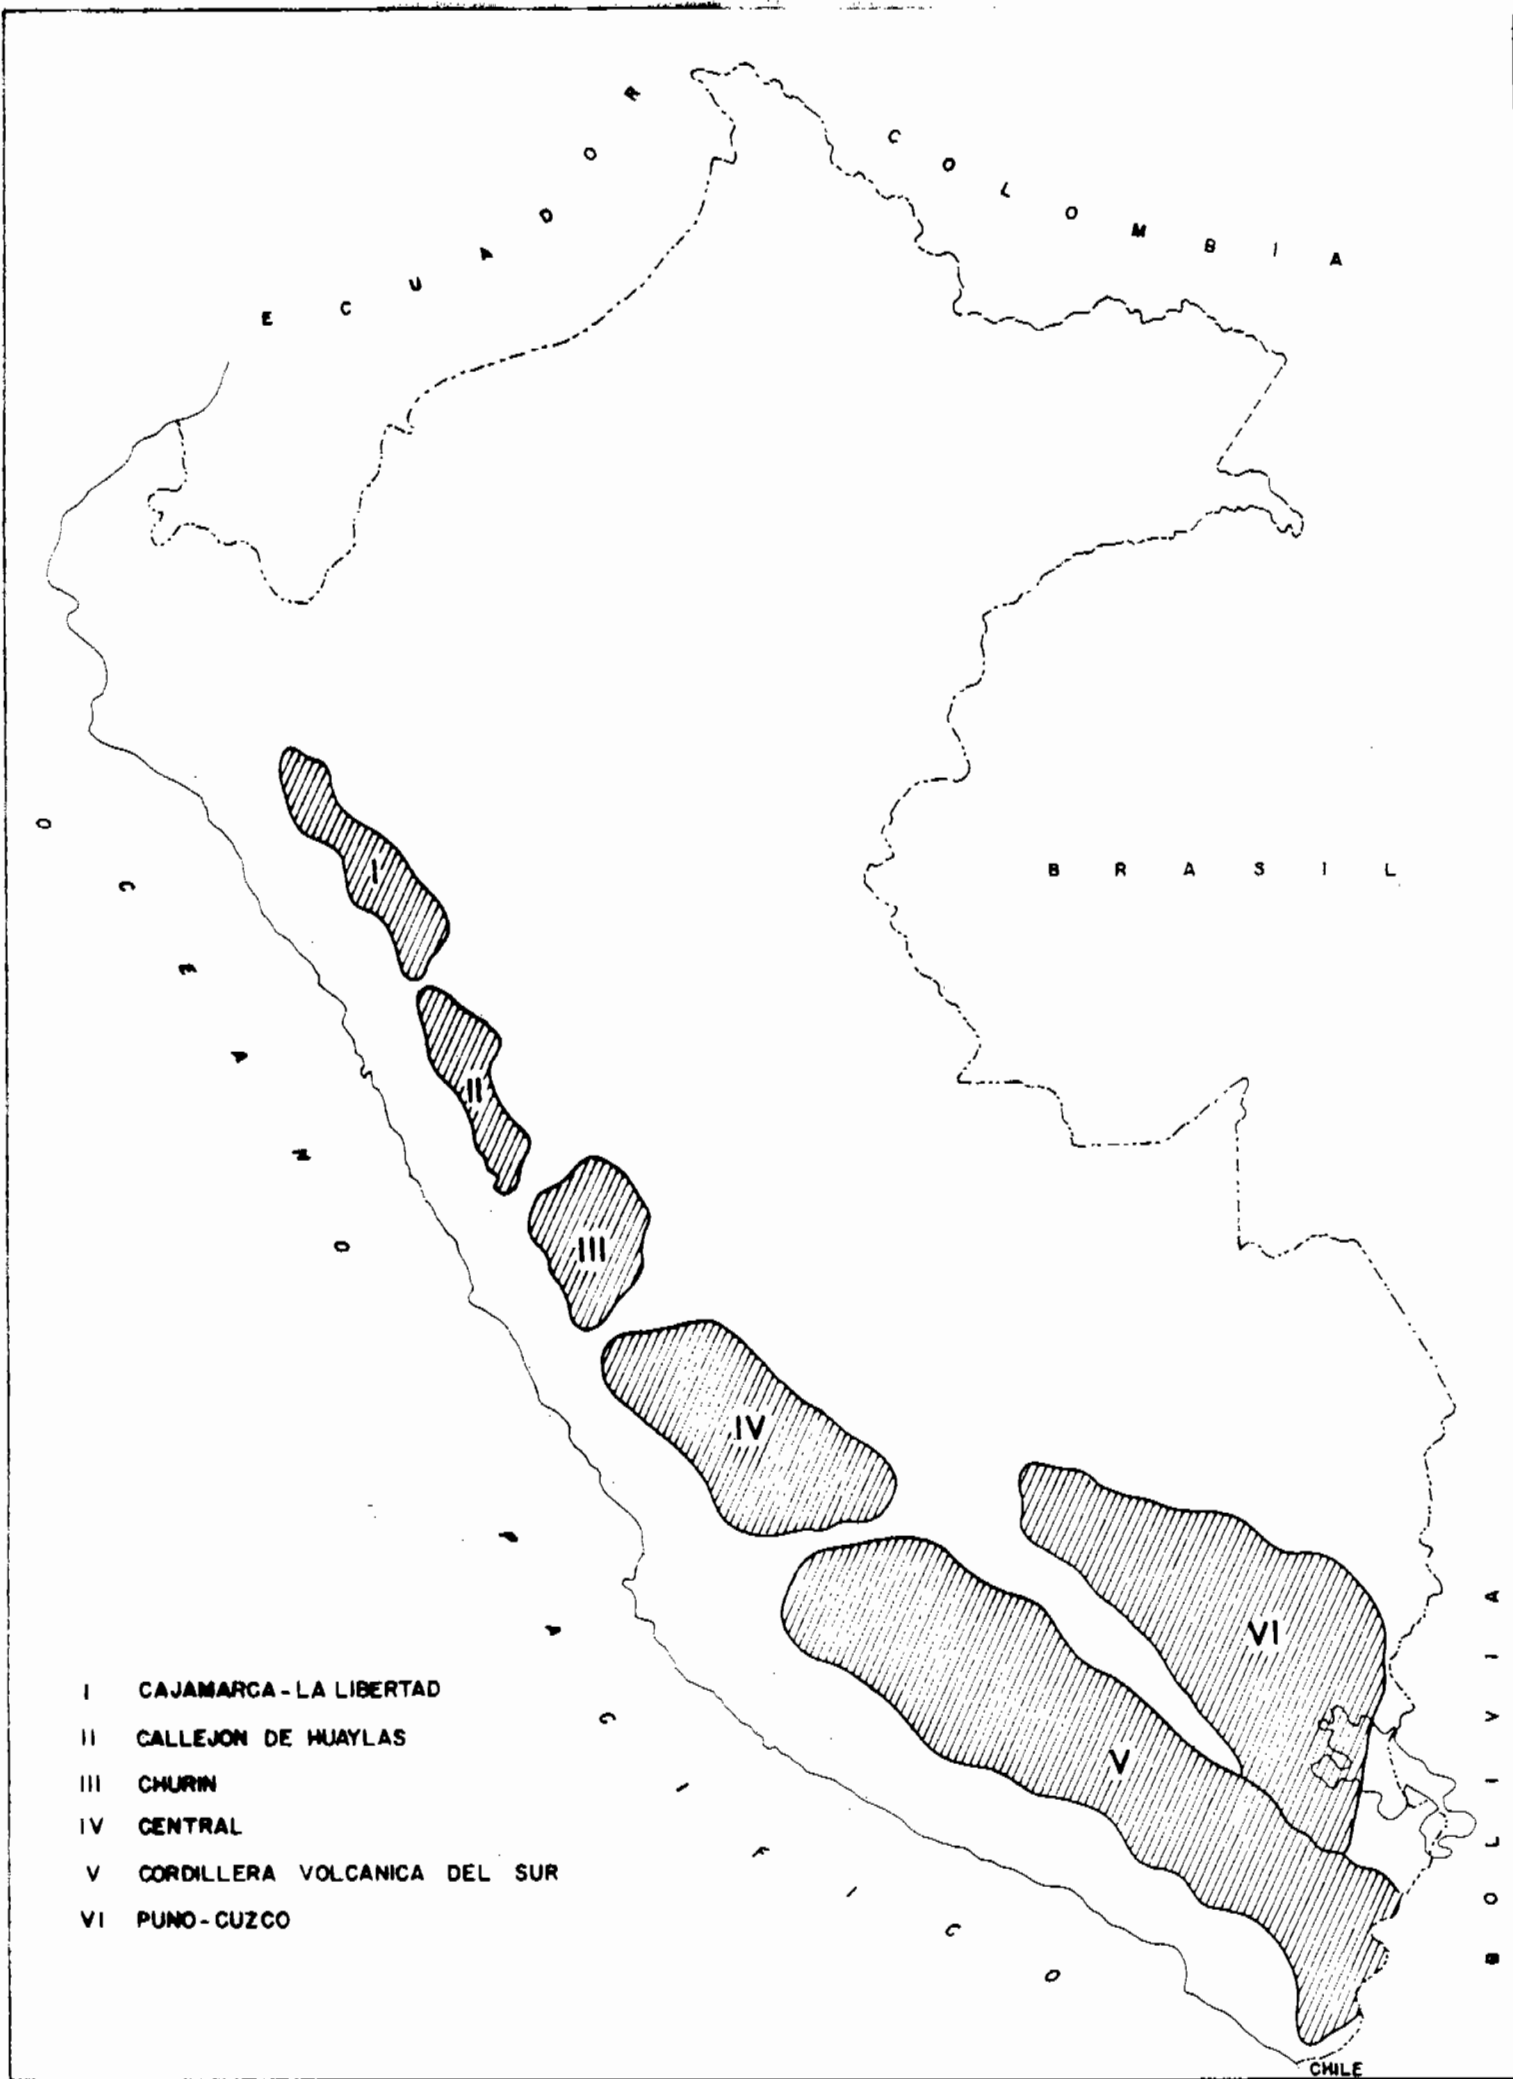 ECUADOR
COLOMBIA
BRASIL
OCEANO PACIFICO
BOLIVIA
CHILE
I
II
III
IV
V
VI
I CAJAMARCA-LA LIBERTAD
II CALLEJON DE HUAYLAS
III CHURIN
IV CENTRAL
V CORDILLERA VOLCANICA DEL SUR
VI PUNO-CUZCO